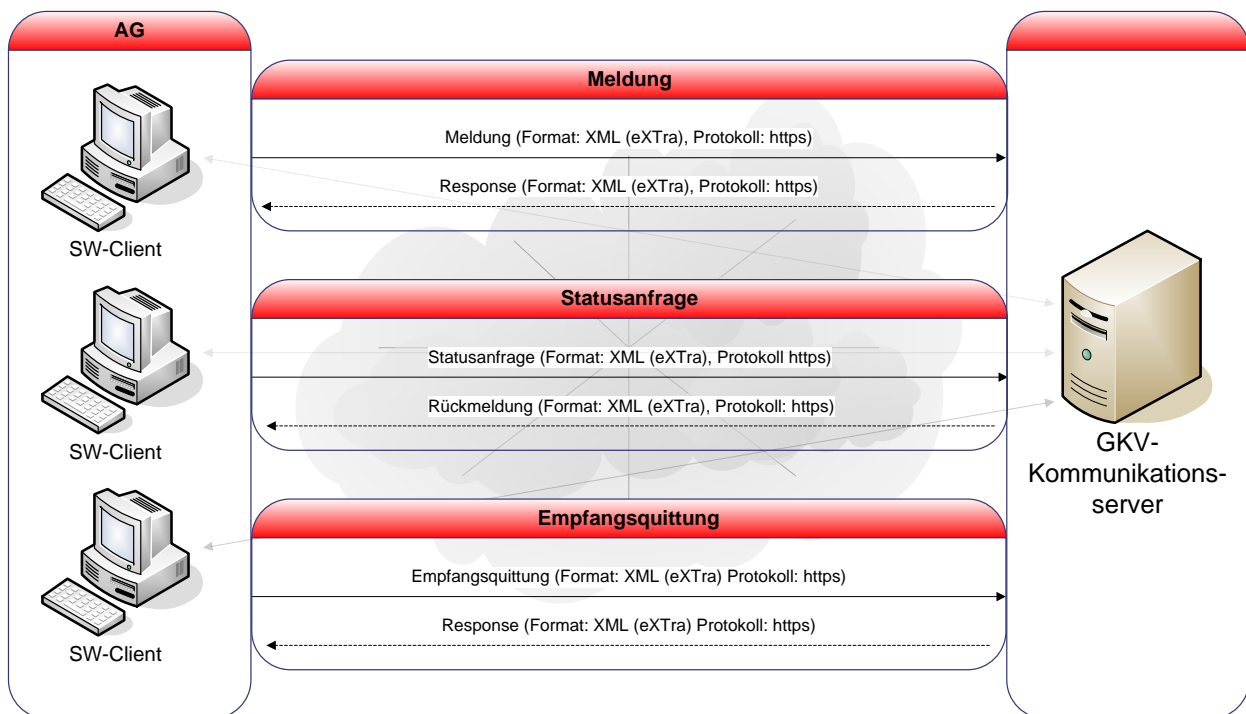 AG
Meldung
Meldung (Format: XML (eXTra), Protokoll: https)
Response (Format: XML (eXTra), Protokoll: https)
SW-Client
Statusanfrage
Statusanfrage (Format: XML (eXTra), Protokoll https)
Rückmeldung (Format: XML (eXTra), Protokoll: https)
SW-Client
GKV-
Kommunikations-
server
Empfangsquittung
Empfangsquittung (Format: XML (eXTra) Protokoll: https)
Response (Format: XML (eXTra) Protokoll: https)
SW-Client